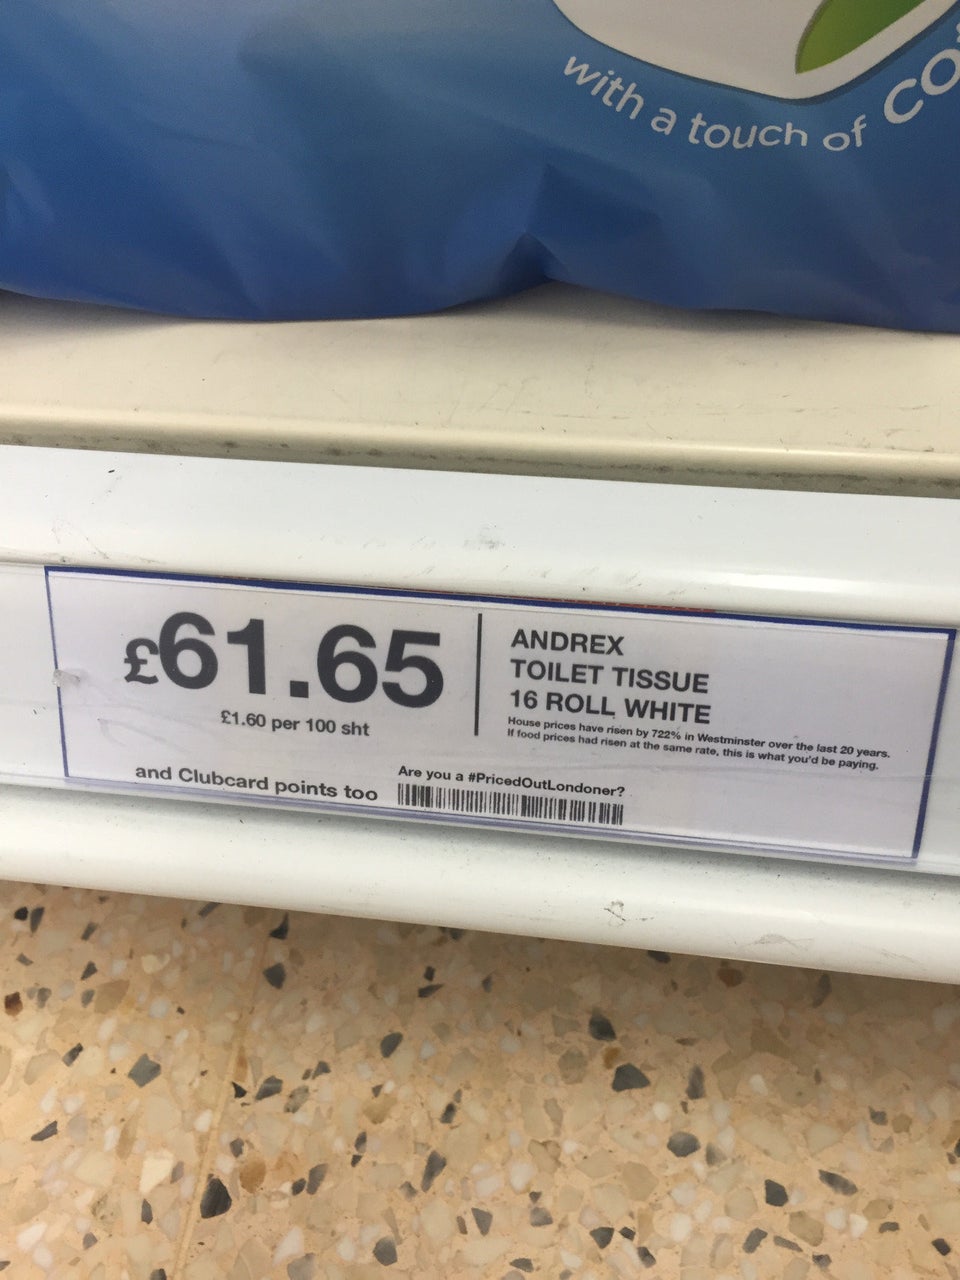 with a touch of
£61.65
£1.60 per 100 sht
ANDREX
TOILET TISSUE
16 ROLL WHITE
House prices have risen by 722% in Westminster over the last 20 years.
If food prices had risen at the same rate, this is what you'd be paying.
and Clubcard points too
Are you a #PricedOutLondoner?